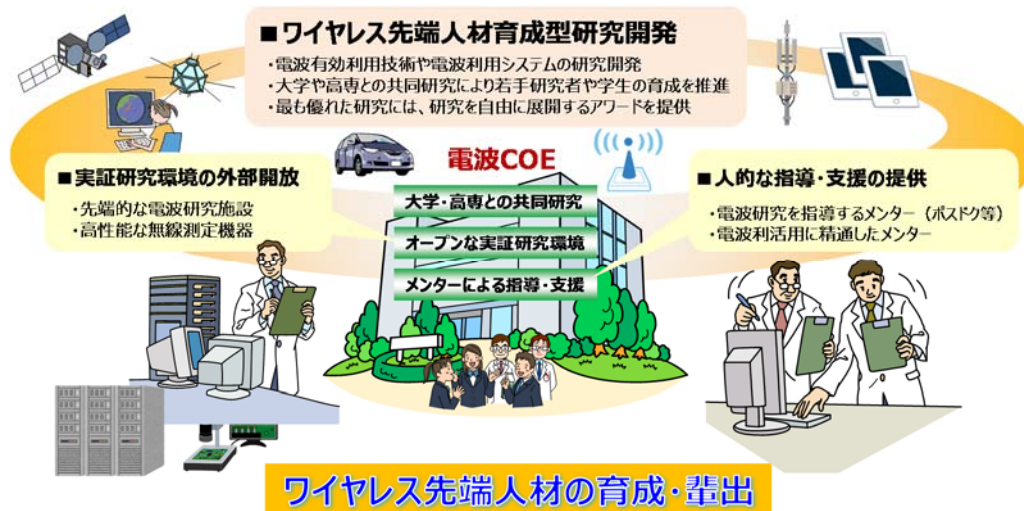 ■ワイヤレス先端人材育成型研究開発
・電波有効利用技術や電波利用システムの研究開発
・大学や高専との共同研究により若手研究者や学生の育成を推進
・最も優れた研究には、研究を自由に展開するアワードを提供
電波COE
■実証研究環境の外部開放
・先端的な電波研究施設
・高性能な無線測定機器
大学・高専との共同研究
オープンな実証研究環境
メンターによる指導・支援
■人的な指導・支援の提供
・電波研究を指導するメンター（ポスドク等）
・電波利活用に精通したメンター
ワイヤレス先端人材の育成・輩出